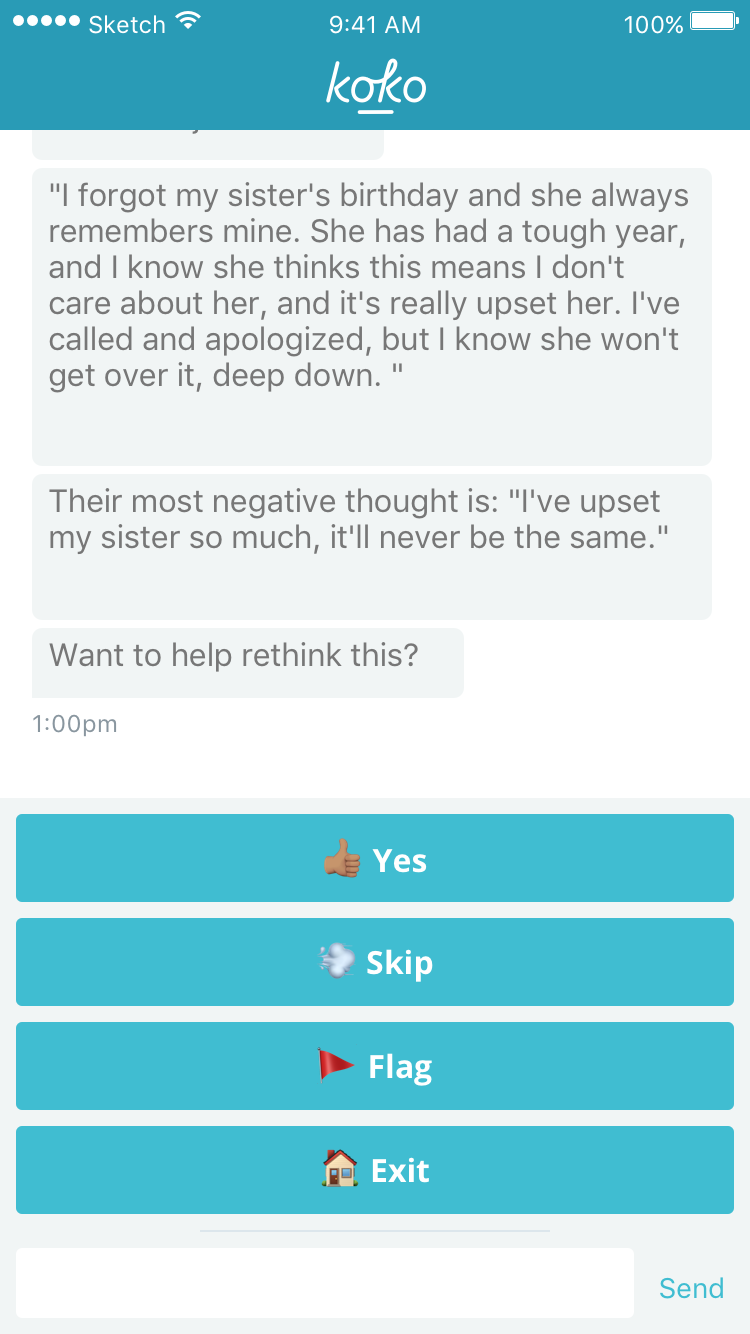 Sketch 9:41 AM 100%
koko
"I forgot my sister's birthday and she always
remembers mine. She has had a tough year,
and I know she thinks this means I don't
care about her, and it's really upset her. I've
called and apologized, but I know she won't
get over it, deep down. "
Their most negative thought is: "I've upset
my sister so much, it'll never be the same."
Want to help rethink this?
1:00pm
👍🏽 Yes
💨 Skip
🚩 Flag
🏠 Exit
Send